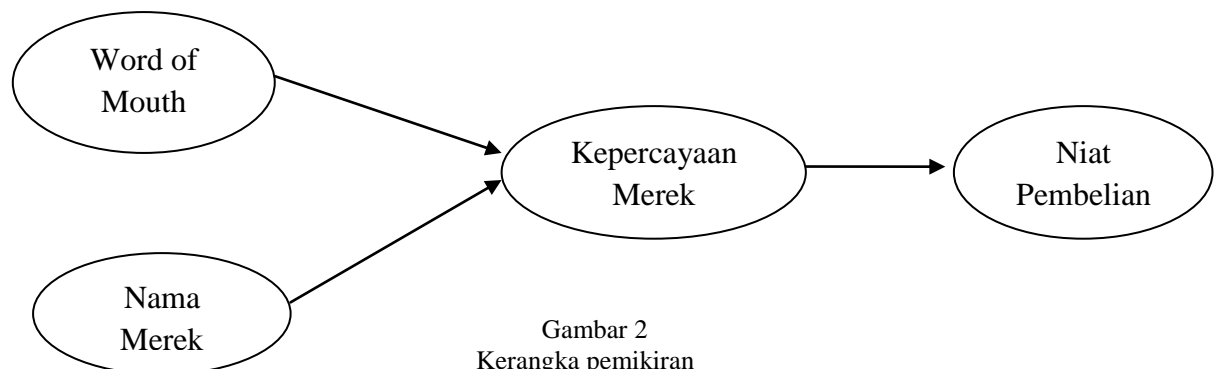 Word of
Mouth
Kepercayaan
Merek
Niat
Pembelian
Nama
Merek
Gambar 2
Kerangka pemikiran